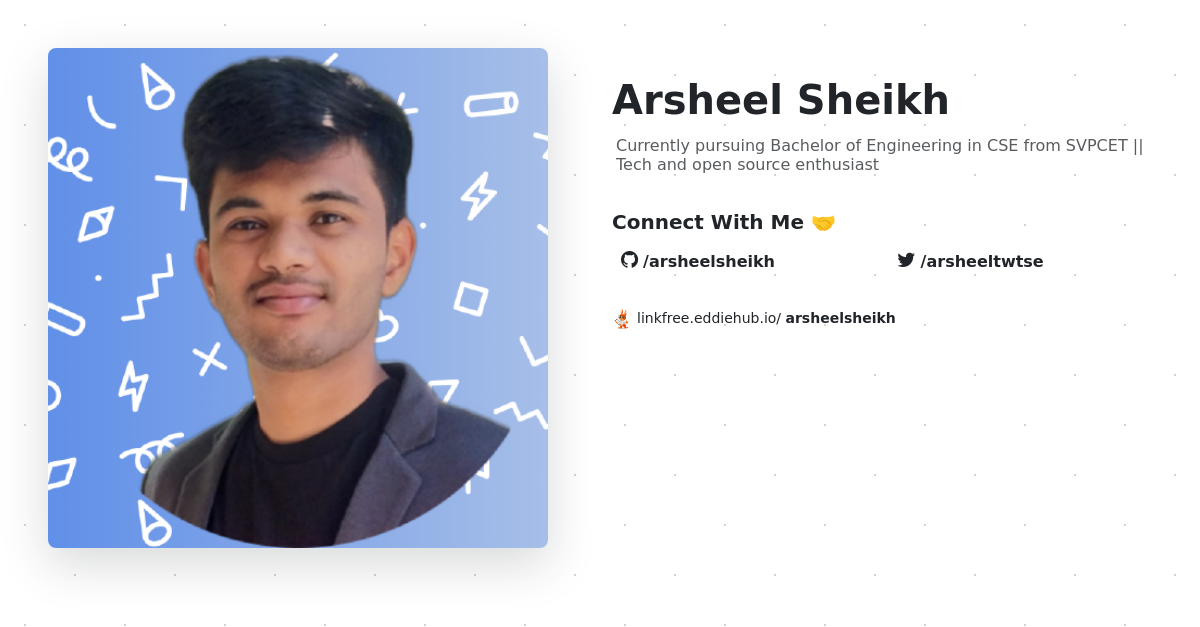 Arsheel Sheikh
Currently pursuing Bachelor of Engineering in CSE from SVPCET ||
Tech and open source enthusiast
Connect With Me 🤝
/arsheelsheikh
/arsheeltwtse
linkfree.eddiehub.io/ arsheelsheikh